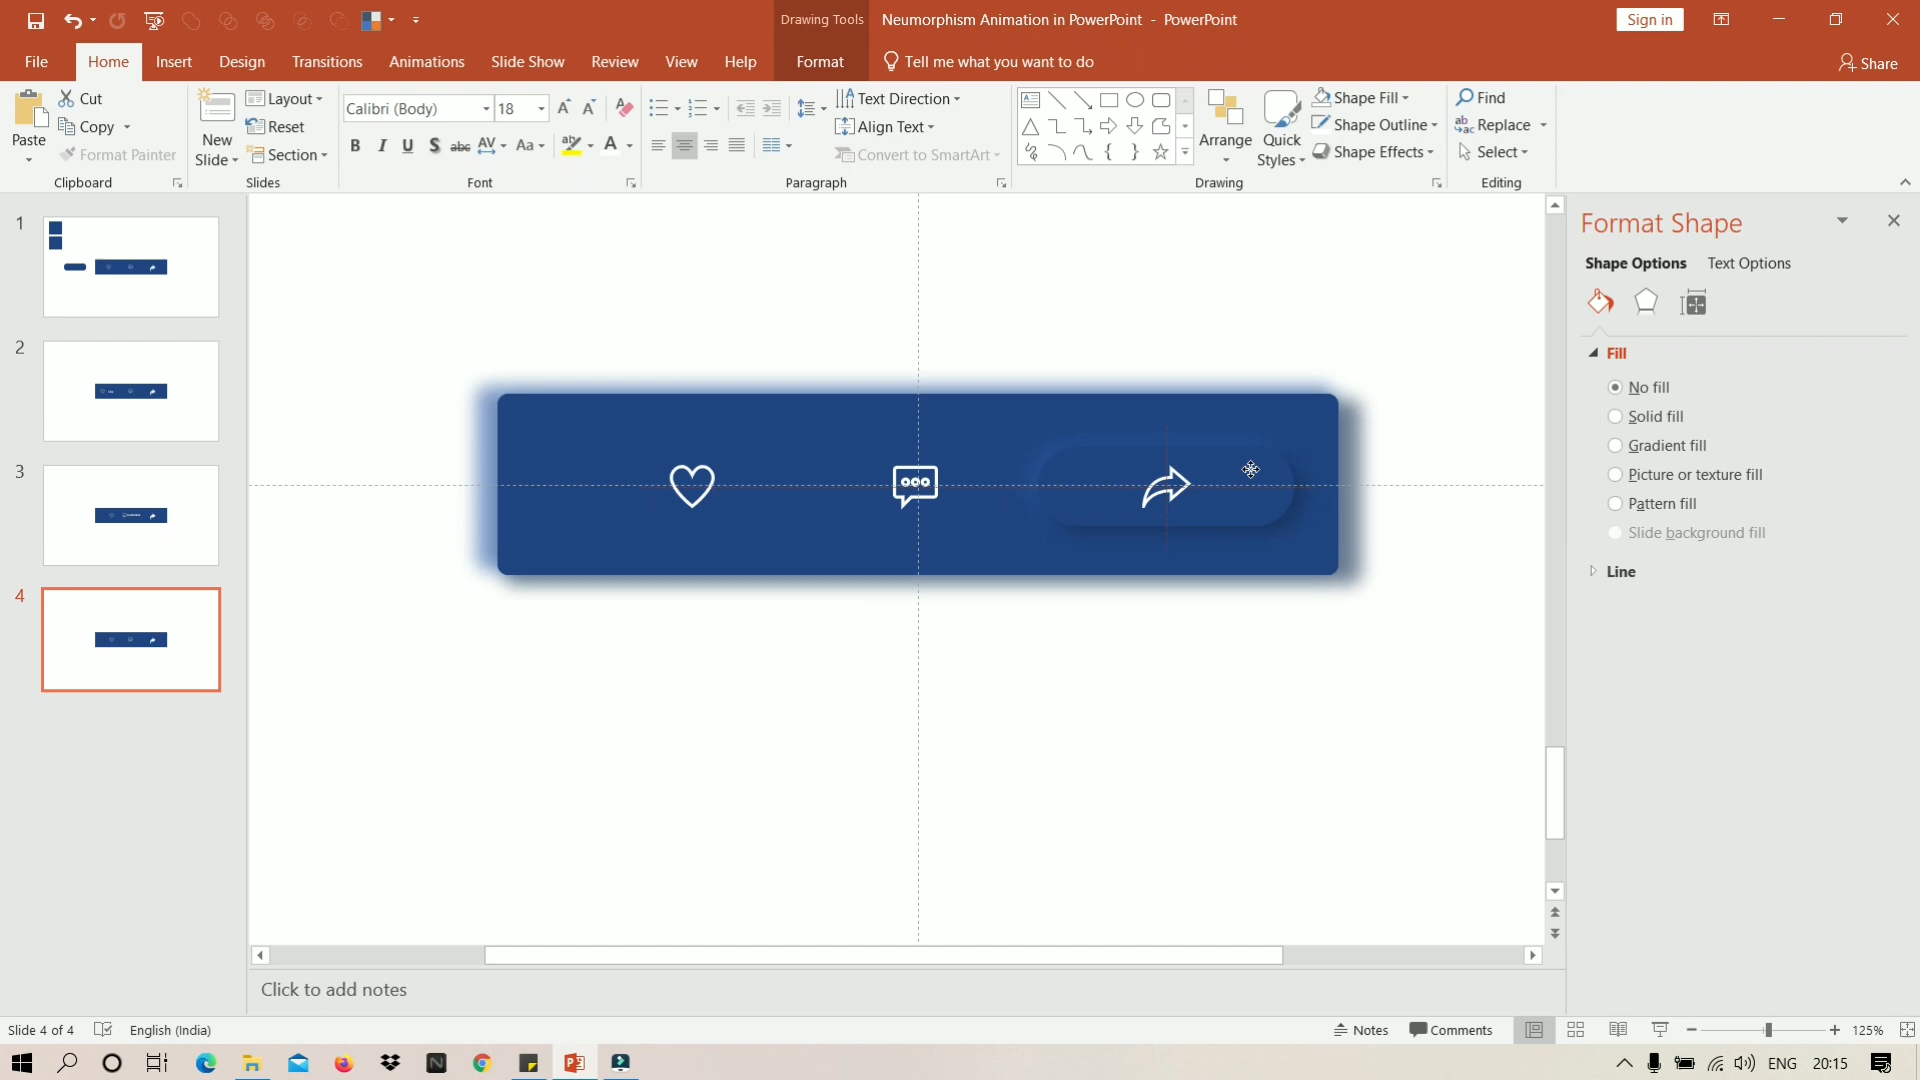 Drawing Tools
Neumorphism Animation in PowerPoint - PowerPoint
Sign in
File Home Insert Design Transitions Animations Slide Show Review View Help Format Tell me what you want to do Share
Paste
Cut
Copy
Format Painter
Clipboard
New Slide
Layout
Reset
Section
Slides
Calibri (Body) 18
B I U S abc AV Aa A
Font
Text Direction
Align Text
Convert to SmartArt
Paragraph
Arrange
Quick Styles
Shape Fill
Shape Outline
Shape Effects
Drawing
Find
Replace
Select
Editing
1
2
3
4
Format Shape
Shape Options Text Options
Fill
No fill
Solid fill
Gradient fill
Picture or texture fill
Pattern fill
Slide background fill
Line
Click to add notes
Slide 4 of 4 English (India) Notes Comments 125%
ENG 20:15